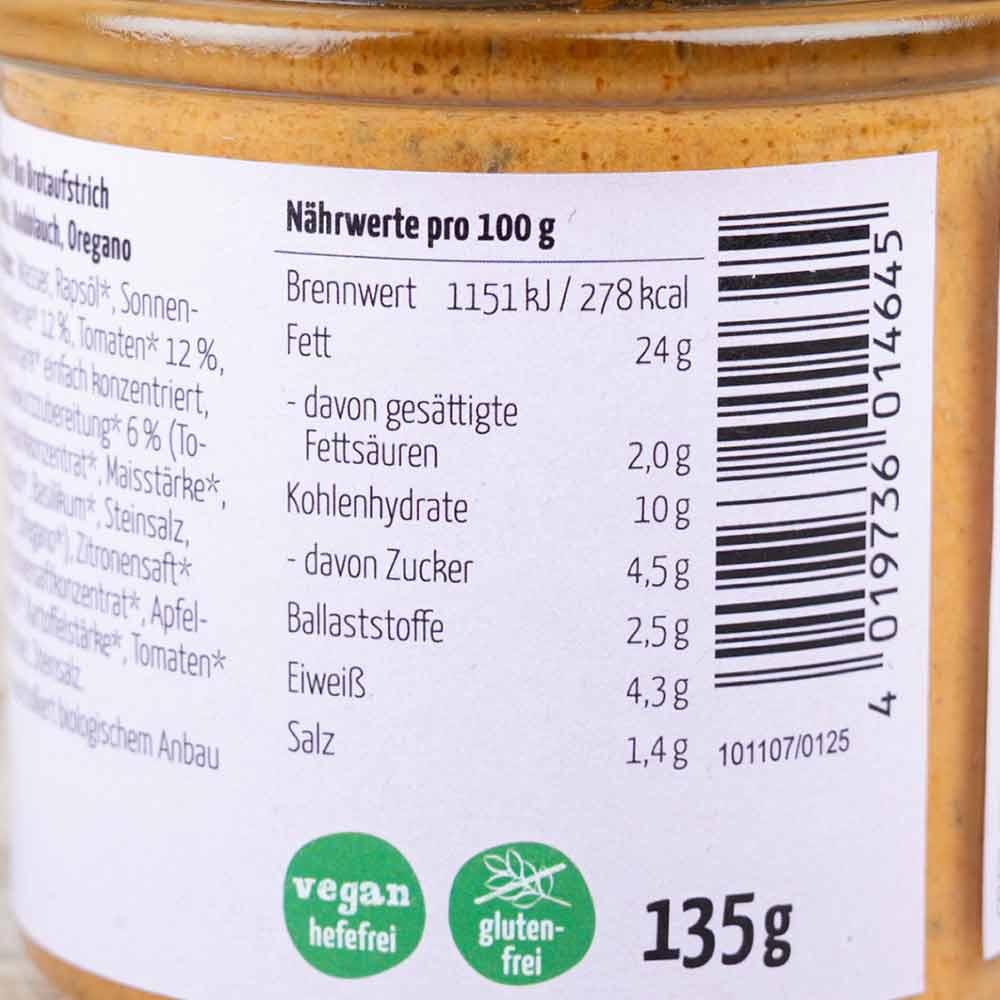 Brotaufstrich
Oregano
Wasser, Rapsöl*, Sonnen-
12 %, Tomaten* 12 %,
einfach konzentriert,
6 % (To-
Maisstärke*,
Basilikum*, Steinsalz,
Zitronensaft*
Apfel-
Tomaten*
Steinsalz
biologischem Anbau
Nährwerte pro 100 g
Brennwert 1151 kJ / 278 kcal
Fett 24 g
- davon gesättigte
Fettsäuren 2,0 g
Kohlenhydrate 10 g
- davon Zucker 4,5 g
Ballaststoffe 2,5 g
Eiweiß 4,3 g
Salz 1,4 g
4 019736 014645
101107/0125
vegan
hefefrei
gluten-
frei
135g